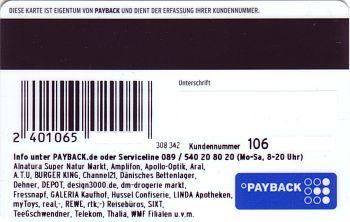 DIESE KARTE IST EIGENTUM VON PAYBACK UND DIENT DER ERFASSUNG IHRER KUNDENNUMMER.
Unterschrift
2 401065
308 342 Kundennummer 106
Info unter PAYBACK.de oder Serviceline 089 / 540 20 80 20 (Mo-Sa, 8-20 Uhr)
Alnatura Super Natur Markt, Amplifon, Apollo-Optik, Aral,
A.T.U, BURGER KING, Channel21, Dänisches Bettenlager,
Dehner, DEPOT, design3000.de, dm-drogerie markt,
Fressnapf, GALERIA Kaufhof, Hussel Confiserie, LINDA Apotheken,
myToys, real,-, REWE, rtk;-) Reisebüros, SIXT,
TeeGschwendner, Telekom, Thalia, WMF Filialen u.v.m.
°PAYBACK